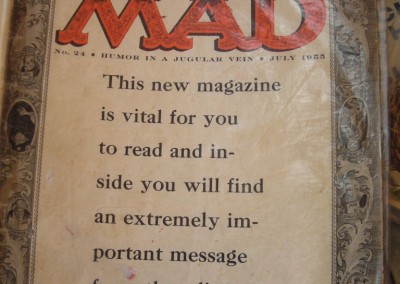 MAD
No. 24 • HUMOR IN A JUGULAR VEIN • JULY 1955
This new magazine
is vital for you
to read and in-
side you will find
an extremely im-
portant message